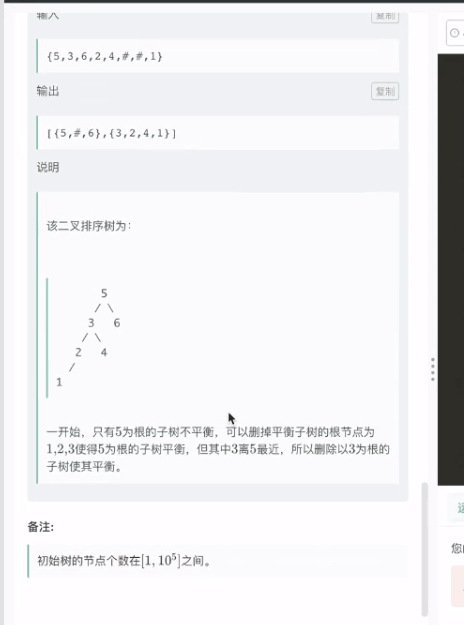 输入
复制
{5,3,6,2,4,#,#,1}
输出
复制
[{5,#,6},{3,2,4,1}]
说明
该二叉排序树为：
5
/ \
3 6
/ \
2 4
/
1
一开始，只有5为根的子树不平衡，可以删掉平衡子树的根节点为
1,2,3使得5为根的子树平衡，但其中3离5最近，所以删除以3为根的
子树使其平衡。
备注:
初始树的节点个数在[1, 10⁵]之间。
您